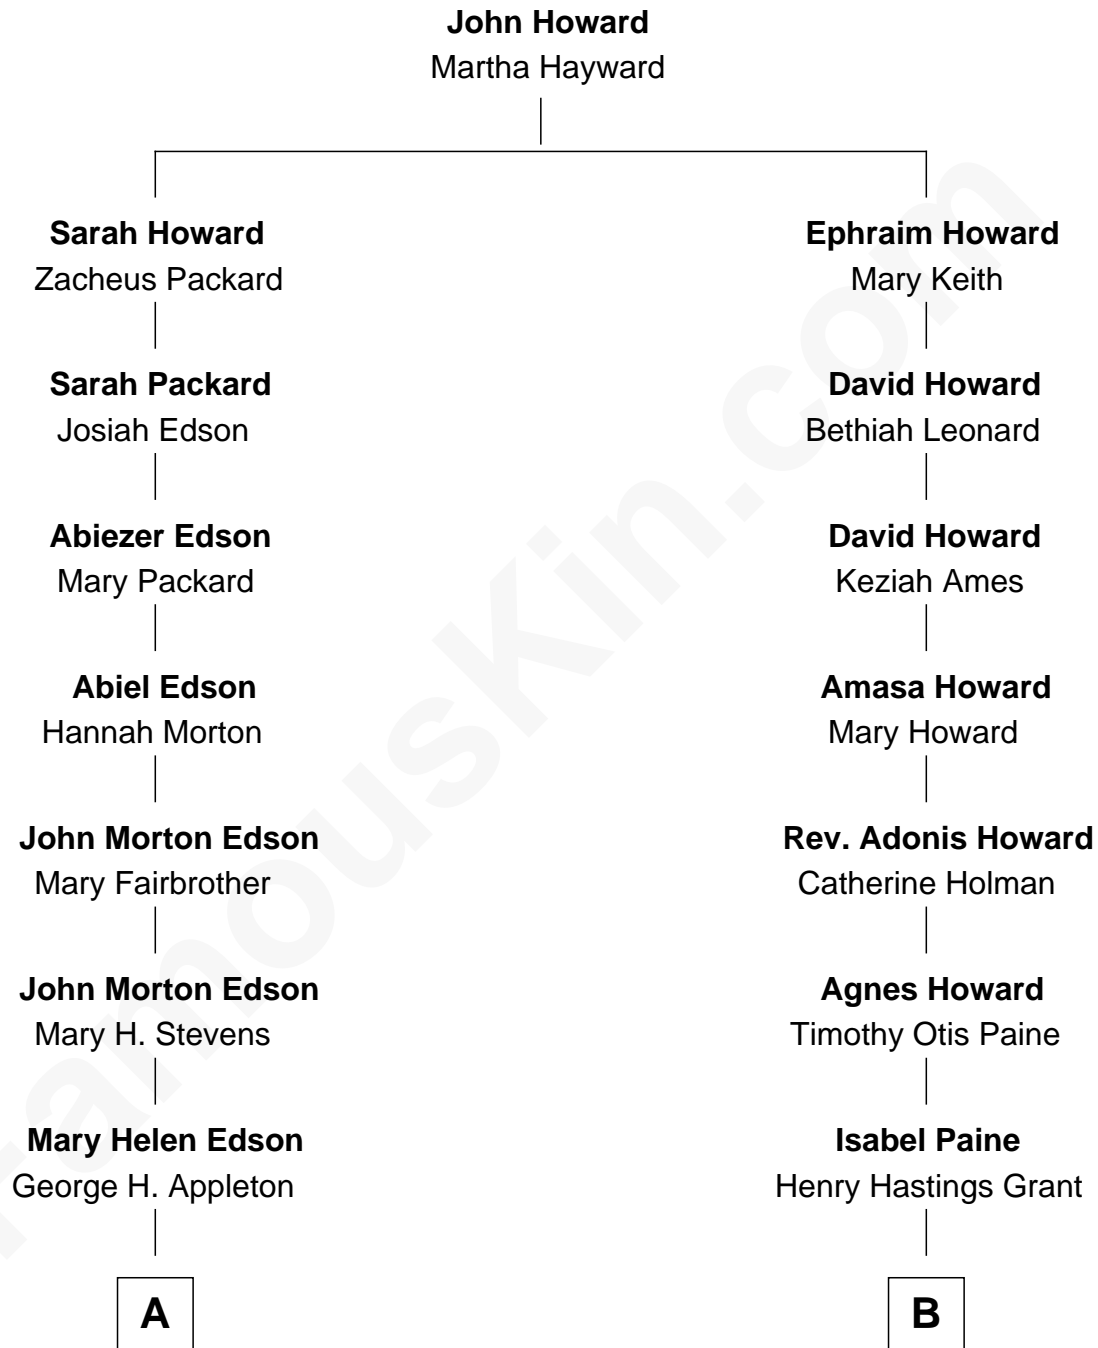 John Howard
Martha Hayward
Sarah Howard
Zacheus Packard
Ephraim Howard
Mary Keith
Sarah Packard
Josiah Edson
David Howard
Bethiah Leonard
Abiezer Edson
Mary Packard
David Howard
Keziah Ames
Abiel Edson
Hannah Morton
Amasa Howard
Mary Howard
John Morton Edson
Mary Fairbrother
Rev. Adonis Howard
Catherine Holman
John Morton Edson
Mary H. Stevens
Agnes Howard
Timothy Otis Paine
Mary Helen Edson
George H. Appleton
Isabel Paine
Henry Hastings Grant
A
B
FamousKin.com